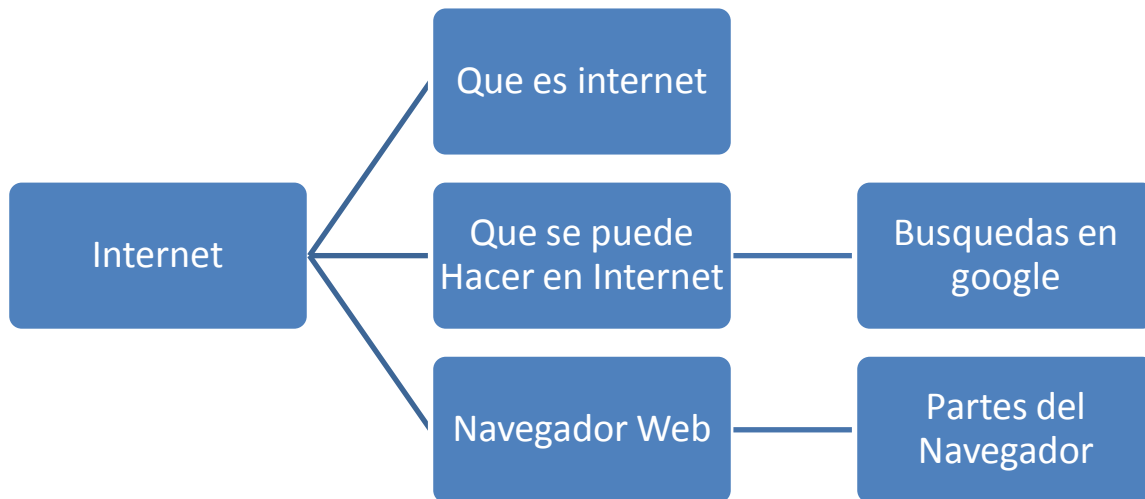 Que es internet
Internet
Que se puede
Hacer en Internet
Busquedas en
google
Navegador Web
Partes del
Navegador